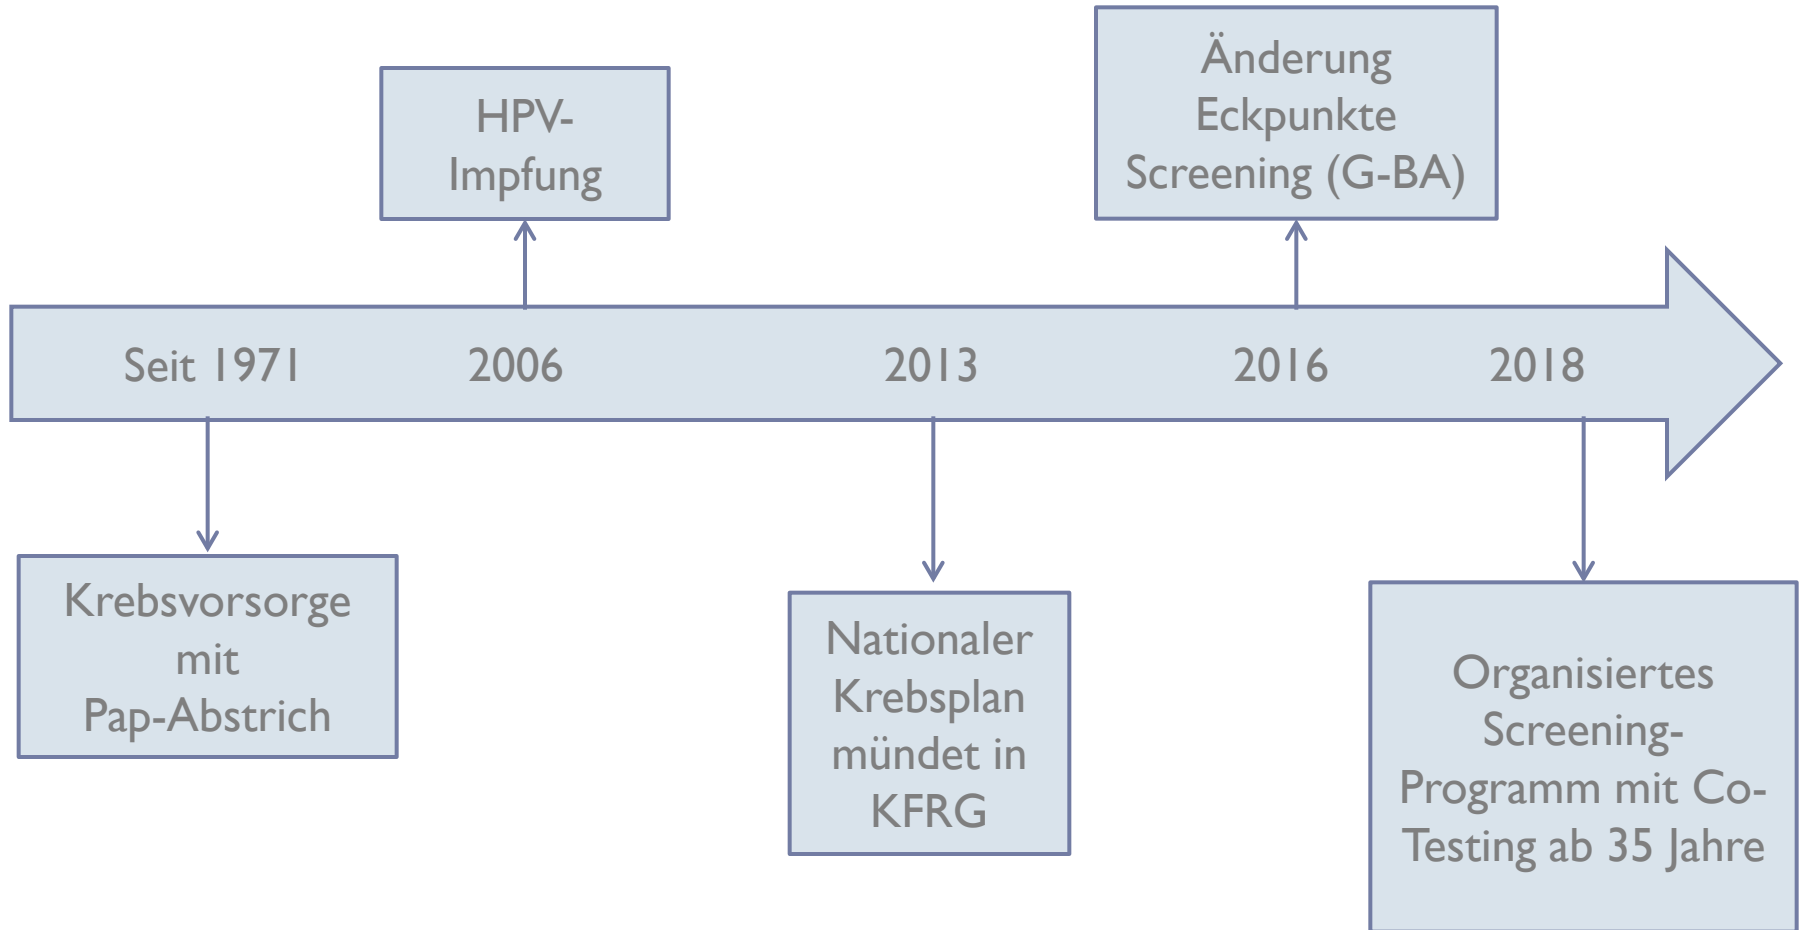 HPV-
Impfung
Änderung
Eckpunkte
Screening (G-BA)
Seit 1971
2006
2013
2016
2018
Krebsvorsorge
mit
Pap-Abstrich
Nationaler
Krebsplan
mündet in
KFRG
Organisiertes
Screening-
Programm mit Co-
Testing ab 35 Jahre